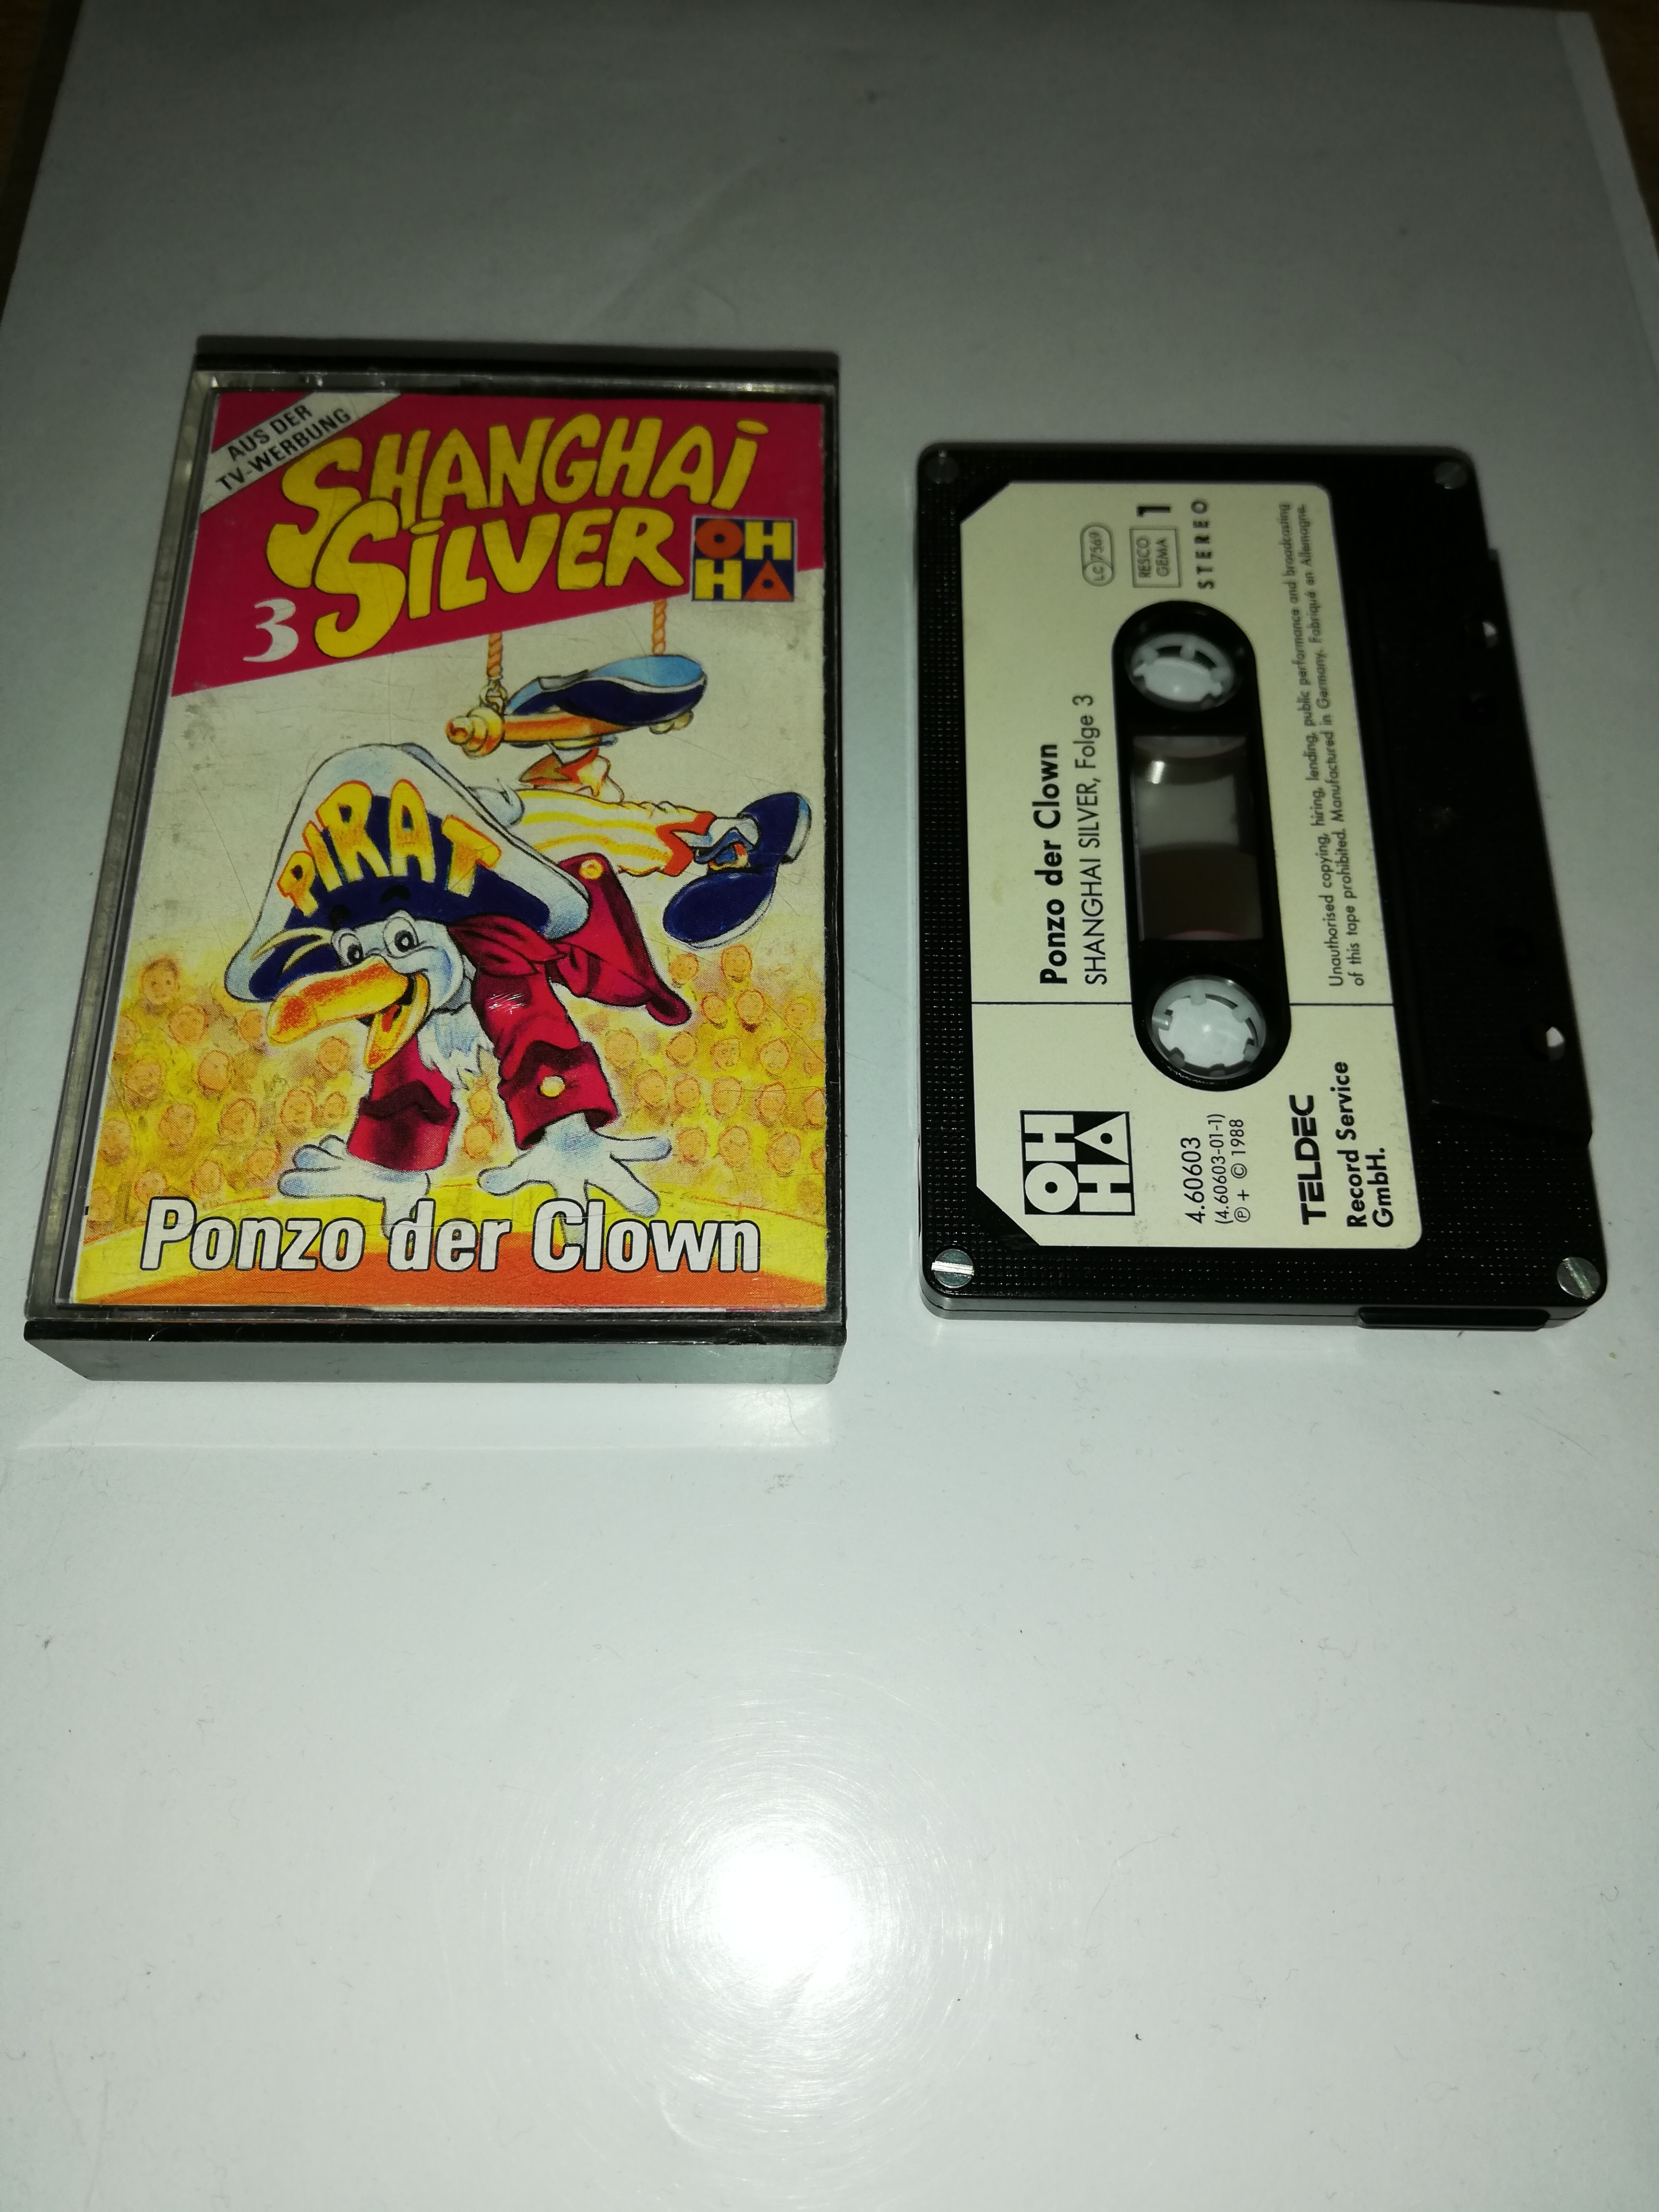 AUS DER
TV-WERBUNG
SHANGHAI
SILVER
OH
HA
3
PIRAT
Ponzo der Clown
Ponzo der Clown
SHANGHAI SILVER, Folge 3
LC 7569
RESCO
GEMA
1
STEREO
Unauthorised copying, hiring, lending, public performance and broadcasting
of this tape prohibited. Manufactured in Germany. Fabriqué en Allemagne.
OH
HA
4.60603
(4.60603-01-1)
℗ + © 1988
TELDEC
Record Service
GmbH.